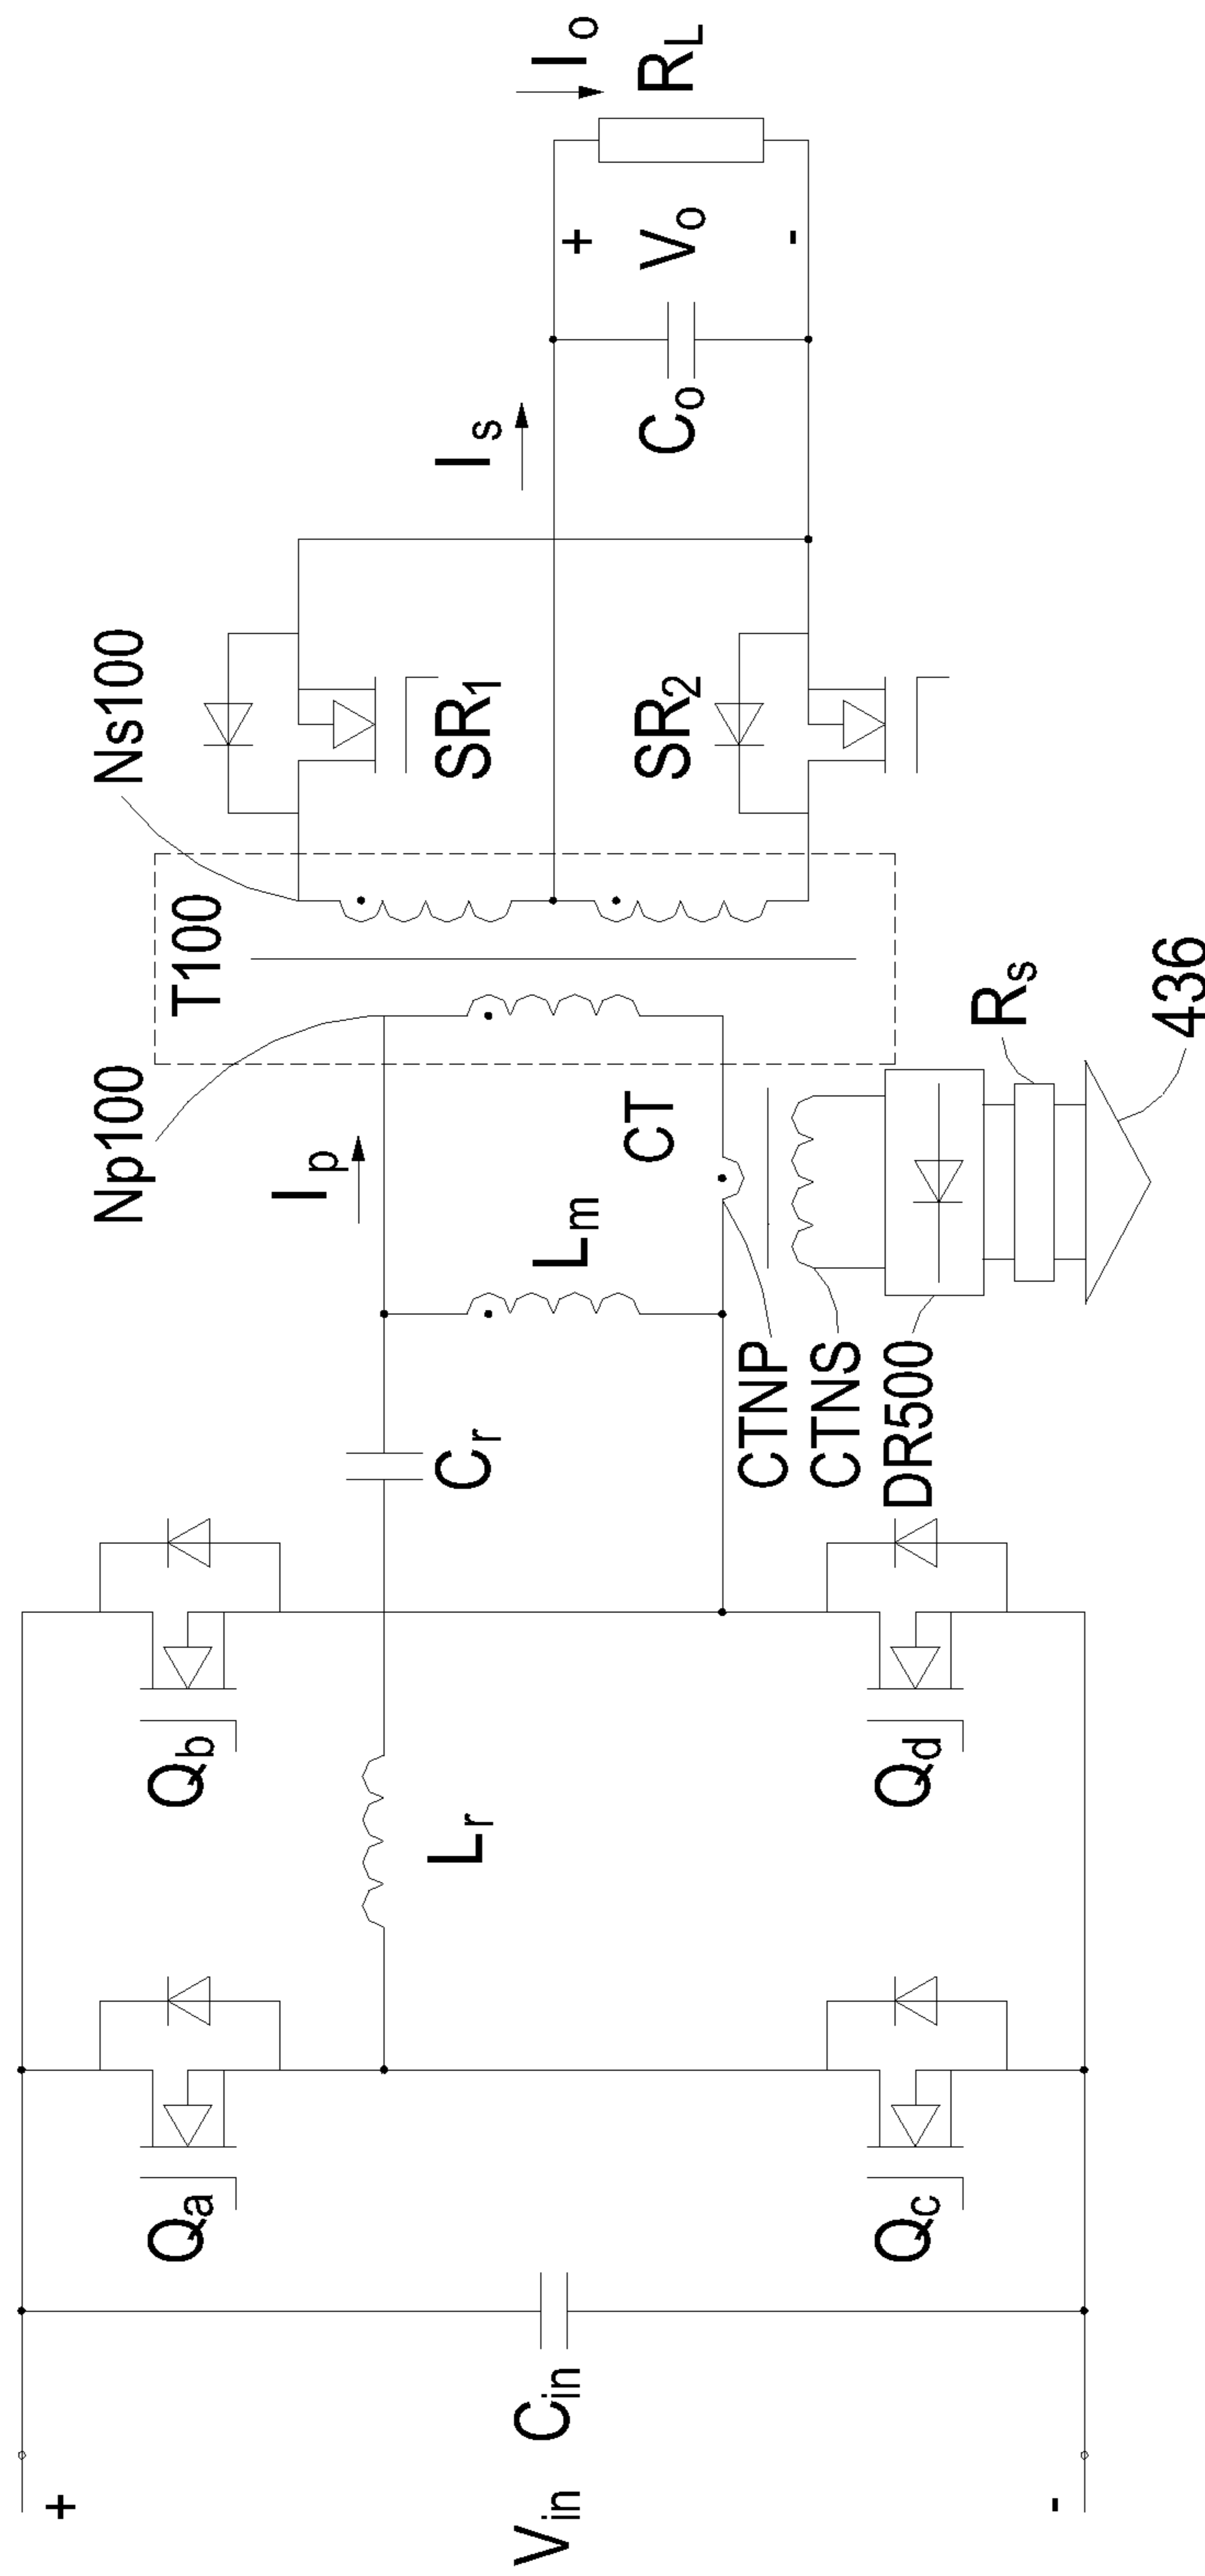 +
Vin
-
Cin
Qa
Qc
Lr
Qb
Qd
Cr
Lm
Ip
Np100
CT
CTNP
CTNS
DR500
T100
Rs
436
Ns100
SR1
SR2
Is
Co
+
Vo
-
Io
RL